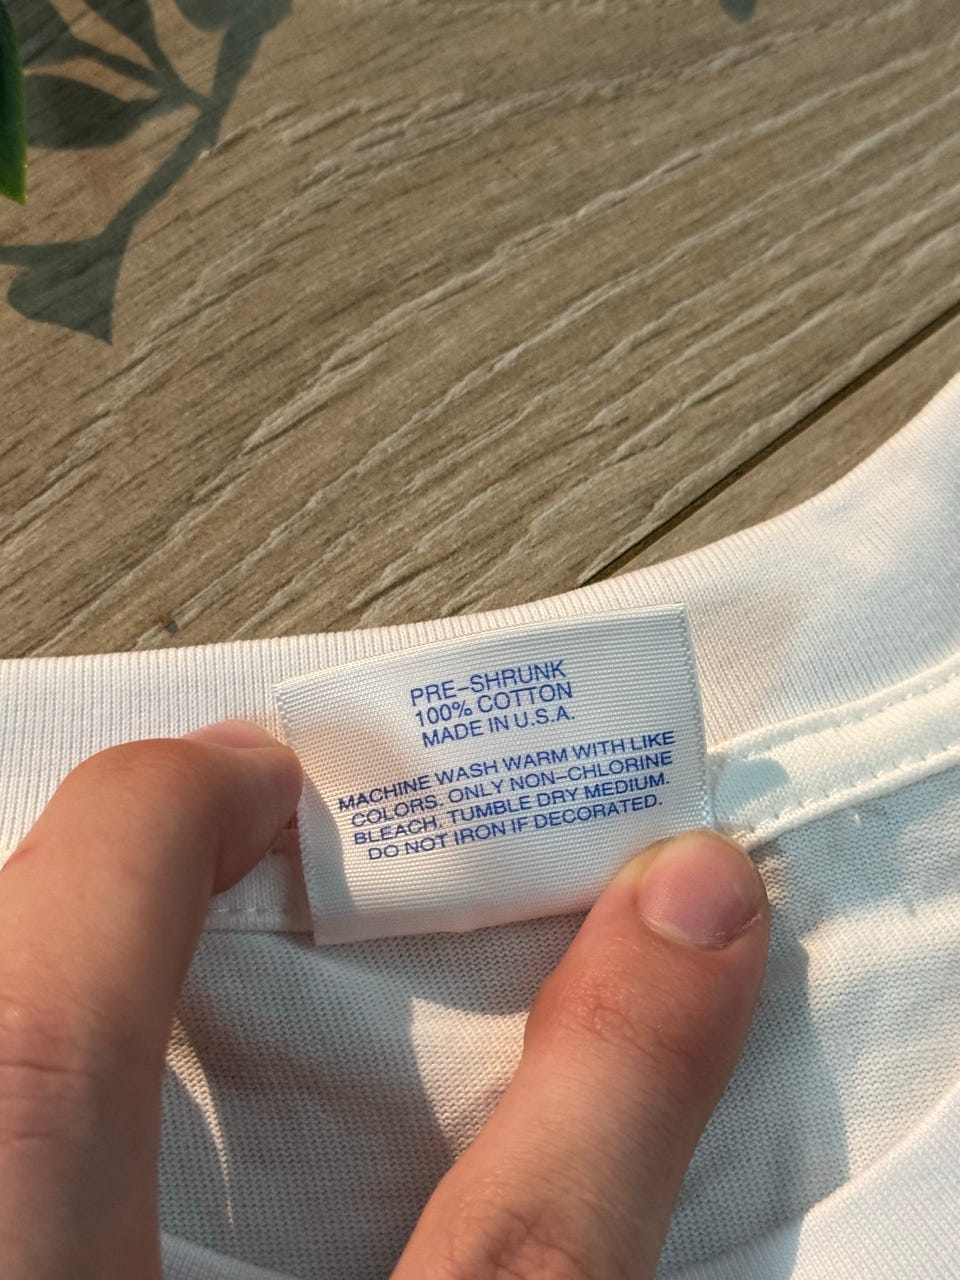 PRE-SHRUNK
100% COTTON
MADE IN U.S.A.
MACHINE WASH WARM WITH LIKE
COLORS. ONLY NON-CHLORINE
BLEACH. TUMBLE DRY MEDIUM.
DO NOT IRON IF DECORATED.